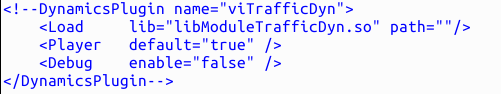 <!--DynamicsPlugin name="viTrafficDyn">
    <Load    lib="libModuleTrafficDyn.so" path=""/>
    <Player   default="true" />
    <Debug    enable="false" />
</DynamicsPlugin-->